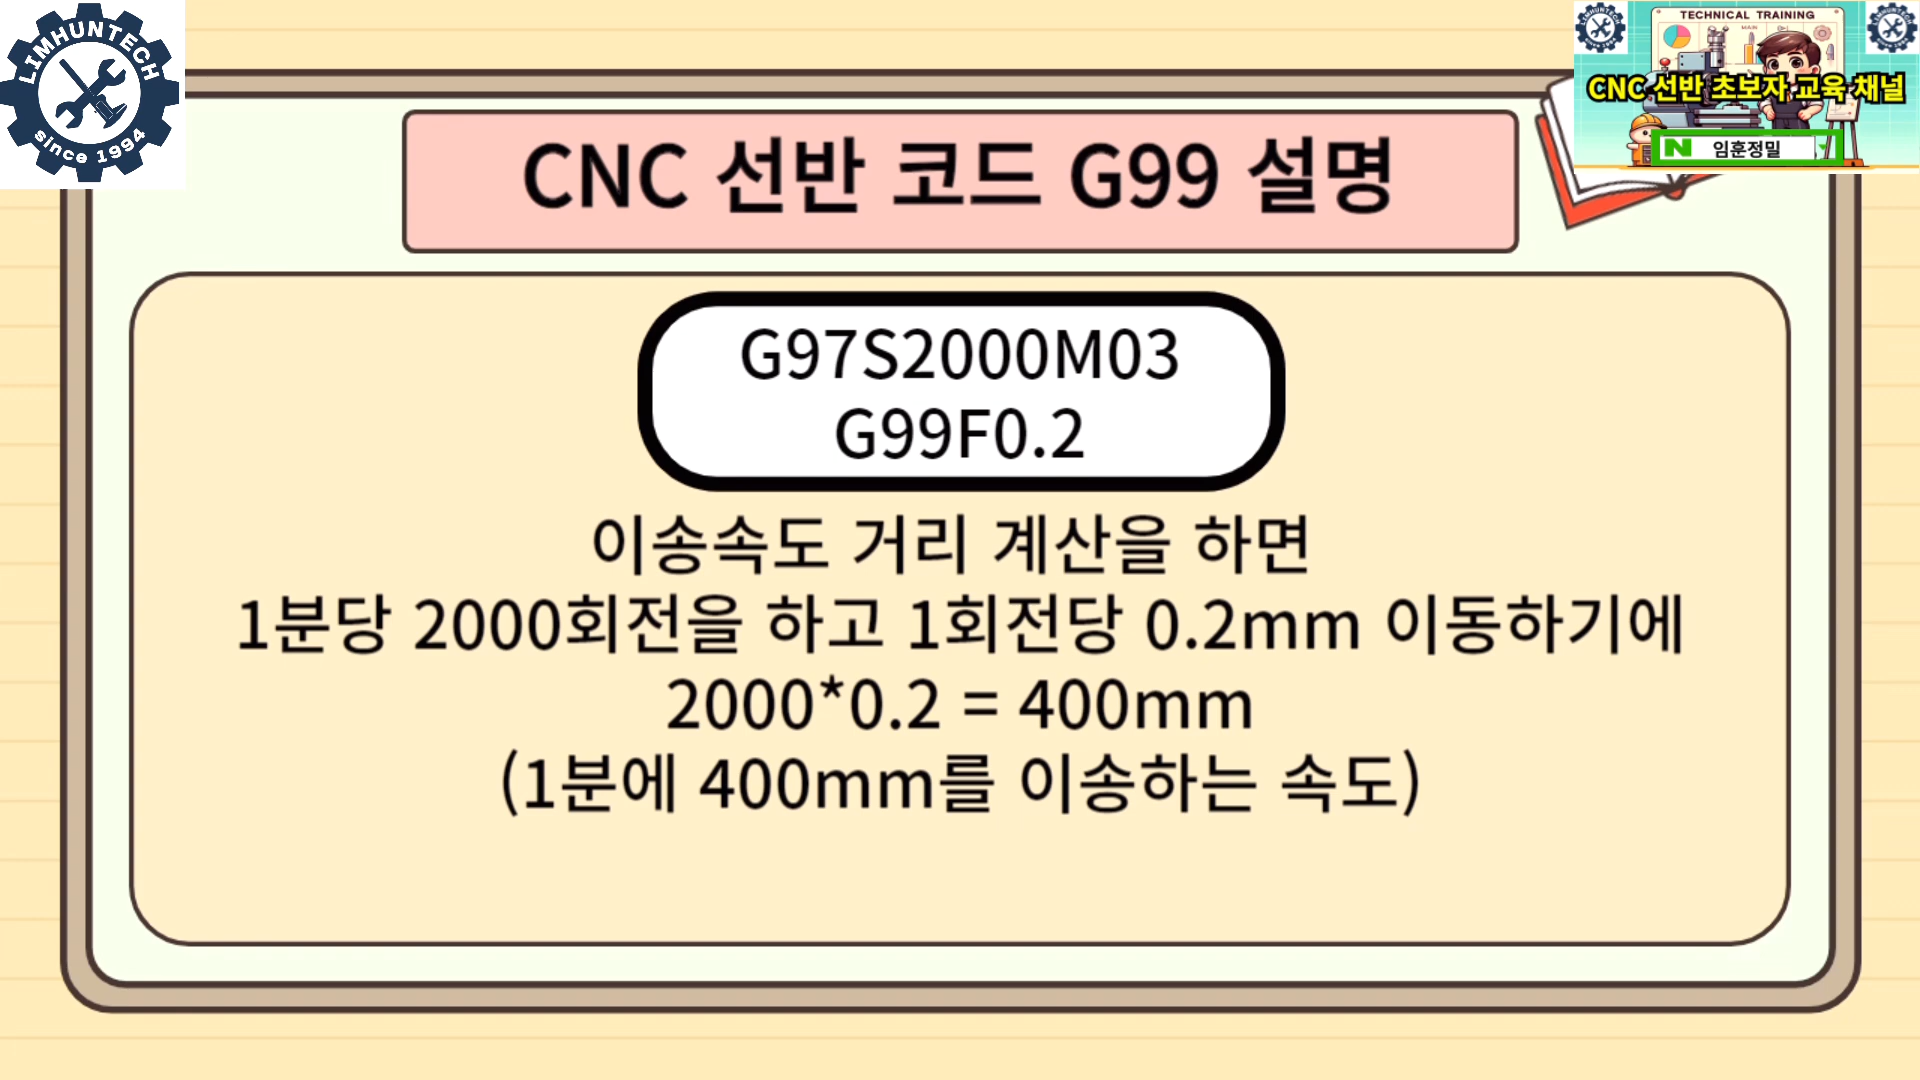 LIMHUNTECH
since 1994
TECHNICAL TRAINING
CNC 선반 초보자 교육 채널
N 임훈정밀
CNC 선반 코드 G99 설명
G97S2000M03
G99F0.2
이송속도 거리 계산을 하면
1분당 2000회전을 하고 1회전당 0.2mm 이동하기에
2000*0.2 = 400mm
(1분에 400mm를 이송하는 속도)